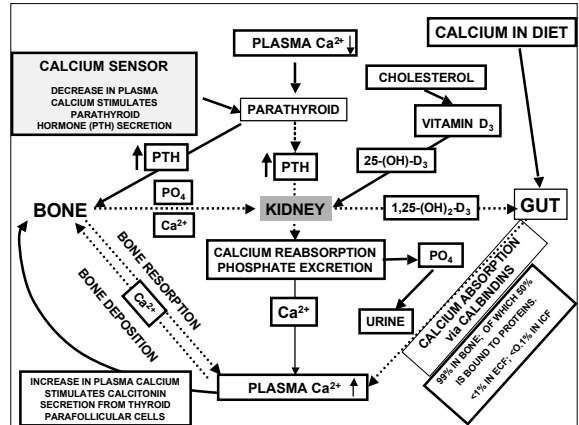 PLASMA Ca²⁺ ↓
CALCIUM IN DIET
CALCIUM SENSOR
DECREASE IN PLASMA
CALCIUM STIMULATES
PARATHYROID
HORMONE (PTH) SECRETION
CHOLESTEROL
PARATHYROID
VITAMIN D₃
↑ PTH
↑ PTH
25-(OH)-D₃
PO₄
BONE
KIDNEY
1,25-(OH)₂-D₃
GUT
Ca²⁺
CALCIUM REABSORPTION
PHOSPHATE EXCRETION
PO₄
BONE RESORPTION
Ca²⁺
BONE DEPOSITION
Ca²⁺
URINE
CALCIUM ABSORPTION
via CALBINDINS
99% IN BONE; OF WHICH 50%
IS BOUND TO PROTEINS.
<1% IN ECF; <0.1% IN ICF
INCREASE IN PLASMA CALCIUM
STIMULATES CALCITONIN
SECRETION FROM THYROID
PARAFOLLICULAR CELLS
PLASMA Ca²⁺ ↑